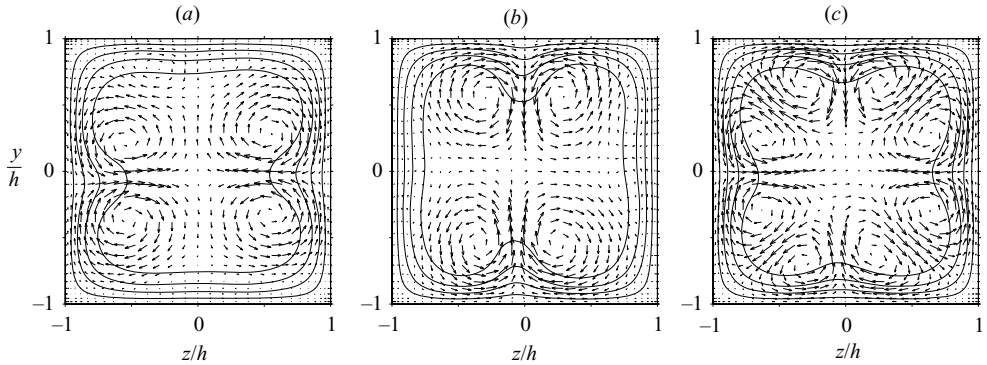 (a) (b) (c)
1 1 1
y/h 0 0 0
–1 –1 –1
–1 0 1 –1 0 1 –1 0 1
z/h z/h z/h